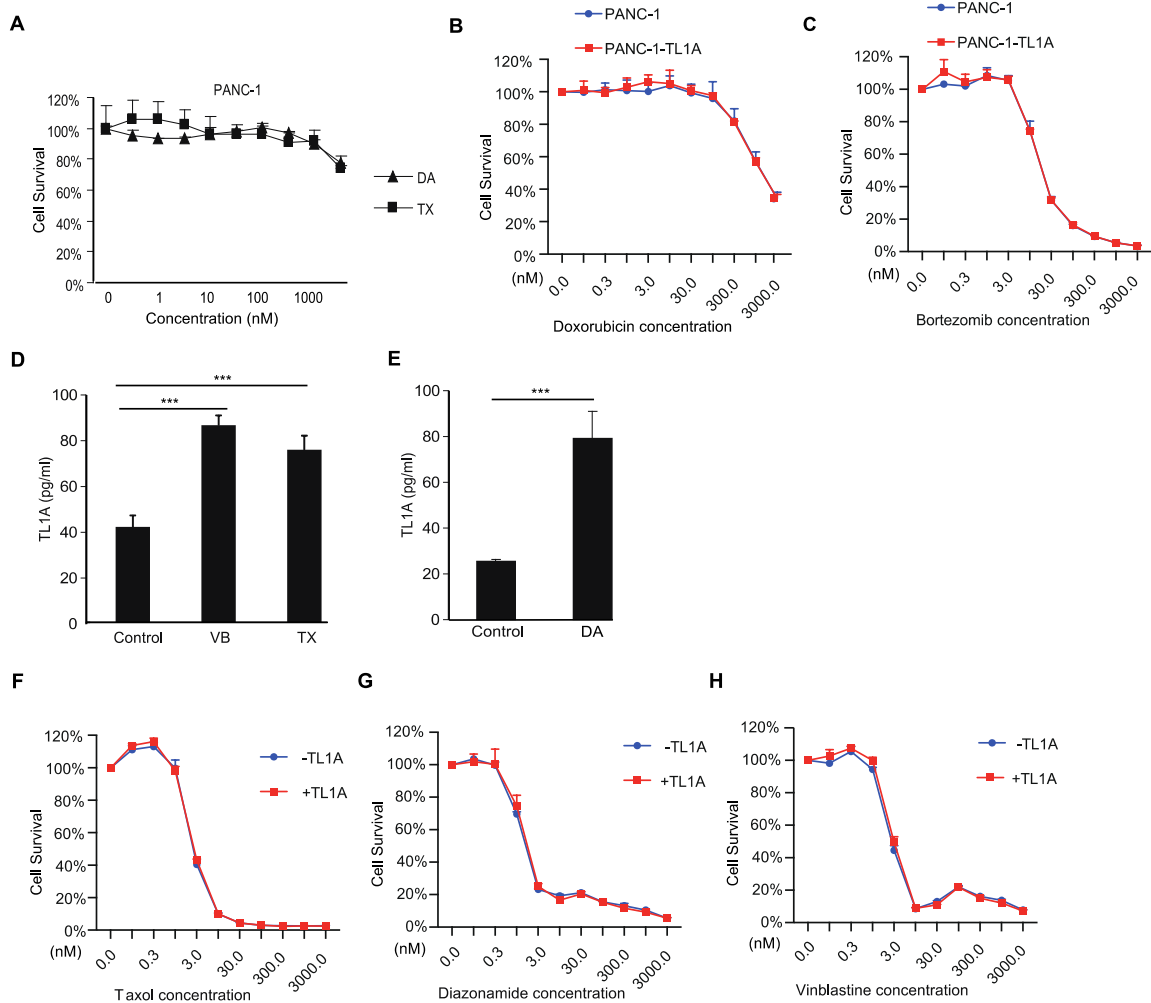 A
PANC-1
120%
100%
80%
60%
40%
20%
0%
Cell Survival
0 1 10 100 1000
Concentration (nM)
DA
TX
B
PANC-1
PANC-1-TL1A
120%
100%
80%
60%
40%
20%
0%
Cell Survival
(nM)
0.0 0.3 3.0 30.0 300.0 3000.0
Doxorubicin concentration
C
PANC-1
PANC-1-TL1A
120%
100%
80%
60%
40%
20%
0%
Cell Survival
(nM)
0.0 0.3 3.0 30.0 300.0 3000.0
Bortezomib concentration
D
***
***
100
80
60
40
20
0
TL1A (pg/ml)
Control VB TX
E
***
100
80
60
40
20
0
TL1A (pg/ml)
Control DA
F
-TL1A
+TL1A
120%
100%
80%
60%
40%
20%
0%
Cell Survival
(nM)
0.0 0.3 3.0 30.0 300.0 3000.0
Taxol concentration
G
-TL1A
+TL1A
120%
100%
80%
60%
40%
20%
0%
Cell Survival
(nM)
0.0 0.3 3.0 30.0 300.0 3000.0
Diazonamide concentration
H
-TL1A
+TL1A
120%
100%
80%
60%
40%
20%
0%
Cell Survival
(nM)
0.0 0.3 3.0 30.0 300.0 3000.0
Vinblastine concentration